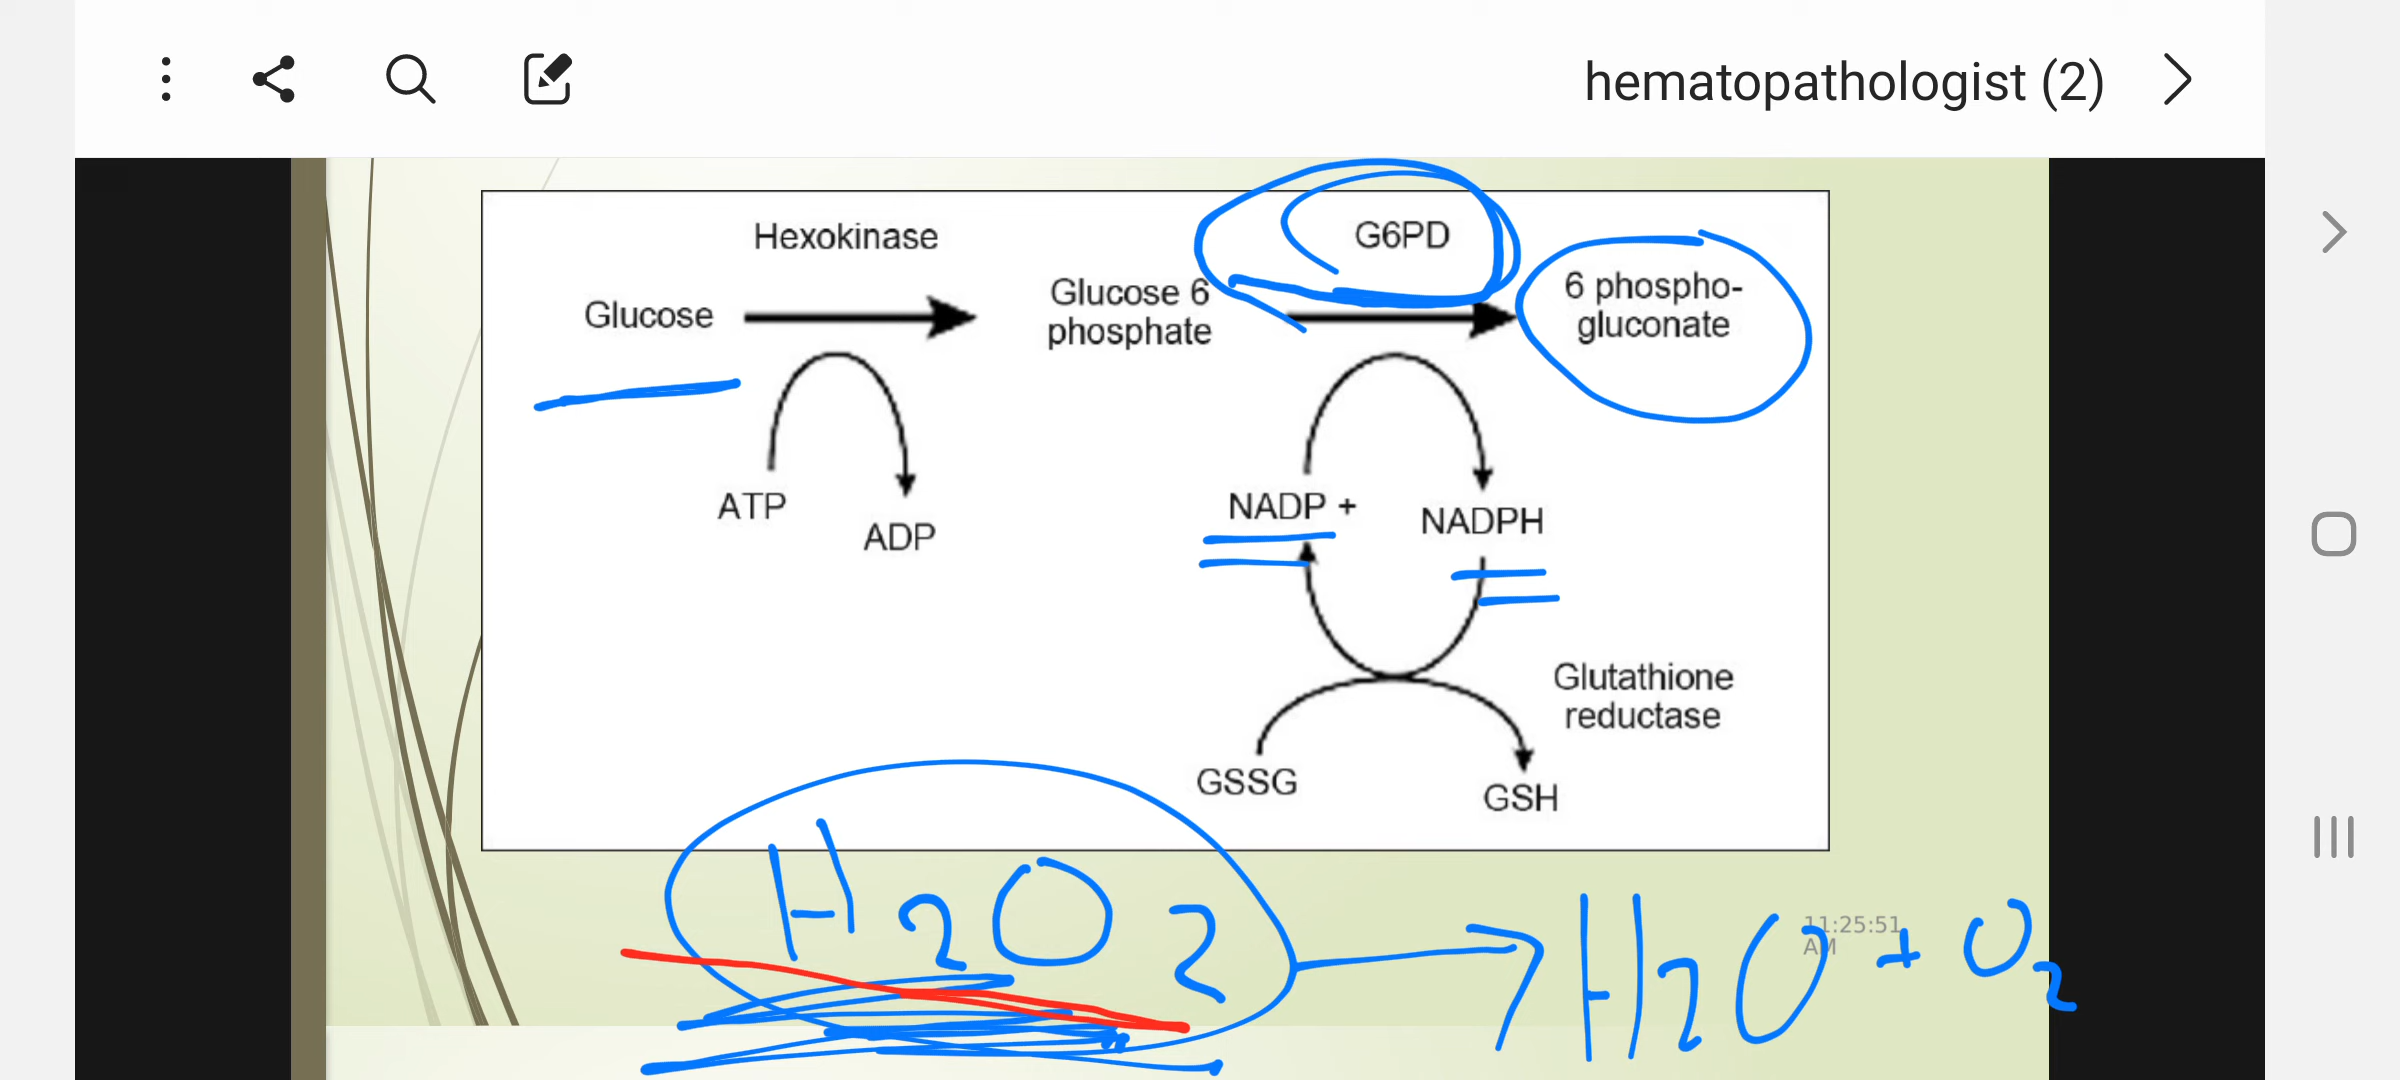 hematopathologist (2)
Hexokinase
G6PD
Glucose
Glucose 6
phosphate
6 phospho-
gluconate
ATP
ADP
NADP +
NADPH
Glutathione
reductase
GSSG
GSH
H2O2 → H2O + O2
11:25:51
AM